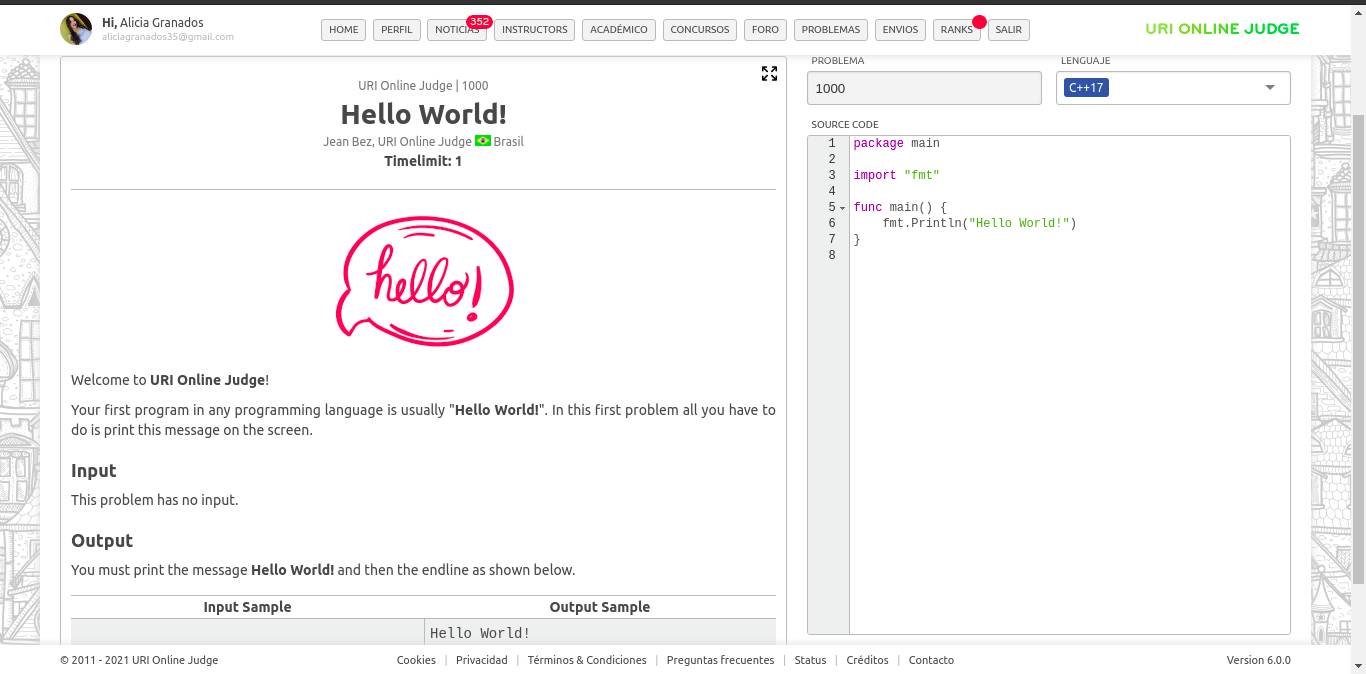 Hi, Alicia Granados
aliciagranados35@gmail.com
HOME
PERFIL
NOTICIAS
352
INSTRUCTORS
ACADÉMICO
CONCURSOS
FORO
PROBLEMAS
ENVIOS
RANKS
SALIR
URI ONLINE JUDGE
URI Online Judge | 1000
Hello World!
Jean Bez, URI Online Judge Brasil
Timelimit: 1
hello!
Welcome to URI Online Judge!
Your first program in any programming language is usually "Hello World!". In this first problem all you have to
do is print this message on the screen.
Input
This problem has no input.
Output
You must print the message Hello World! and then the endline as shown below.
Input Sample Output Sample
Hello World!
PROBLEMA
1000
LENGUAJE
C++17
SOURCE CODE
1 package main
2
3 import "fmt"
4
5 func main() {
6 fmt.Println("Hello World!")
7 }
8
© 2011 - 2021 URI Online Judge
Cookies | Privacidad | Términos & Condiciones | Preguntas frecuentes | Status | Créditos | Contacto
Version 6.0.0